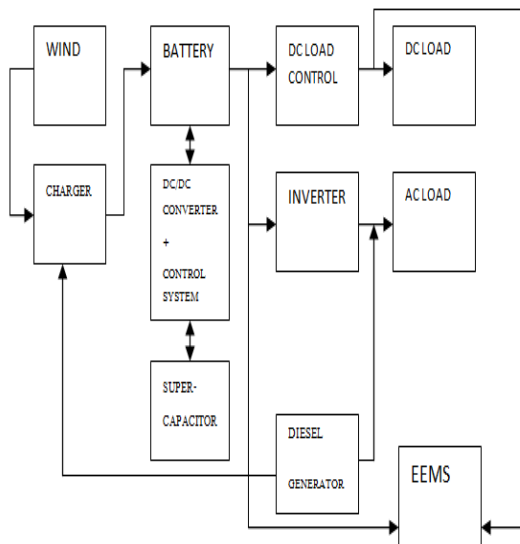 WIND
BATTERY
DC LOAD
CONTROL
DC LOAD
CHARGER
DC/DC
CONVERTER
+
CONTROL
SYSTEM
INVERTER
AC LOAD
SUPER-
CAPACITOR
DIESEL
GENERATOR
EEMS